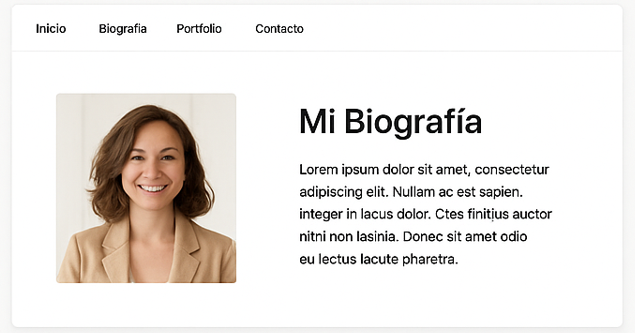 Inicio Biografia Portfolio Contacto
Mi Biografía
Lorem ipsum dolor sit amet, consectetur
adipiscing elit. Nullam ac est sapien.
integer in lacus dolor. Ctes finitius auctor
nitni non lasinia. Donec sit amet odio
eu lectus lacute pharetra.